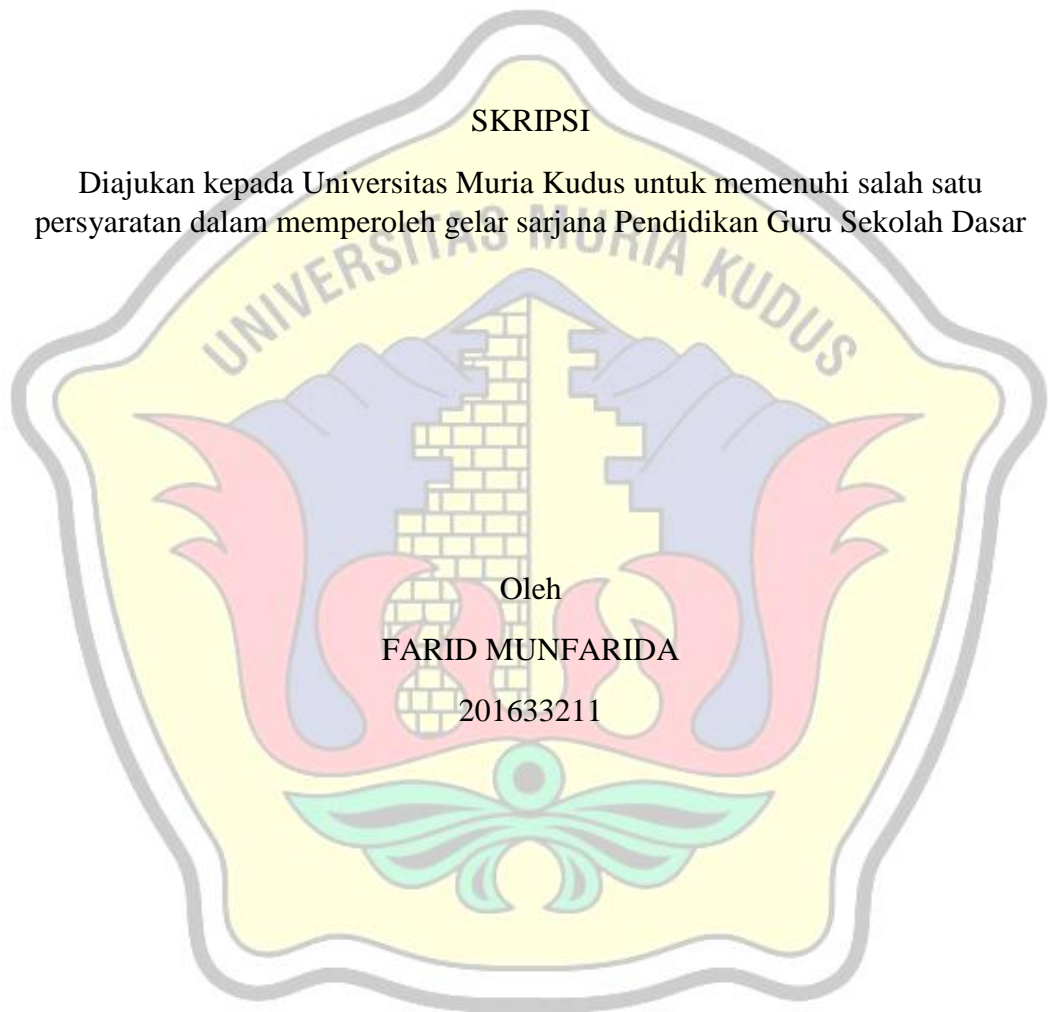 SKRIPSI
Diajukan kepada Universitas Muria Kudus untuk memenuhi salah satu
persyaratan dalam memperoleh gelar sarjana Pendidikan Guru Sekolah Dasar
UNIVERSITAS MURIA KUDUS
Oleh
FARID MUNFARIDA
201633211